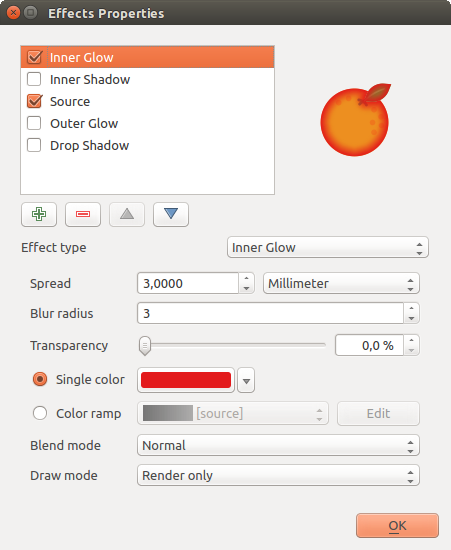 Effects Properties
Inner Glow
Inner Shadow
Source
Outer Glow
Drop Shadow
Effect type Inner Glow
Spread 3,0000 Millimeter
Blur radius 3
Transparency 0,0 %
Single color
Color ramp [source] Edit
Blend mode Normal
Draw mode Render only
OK